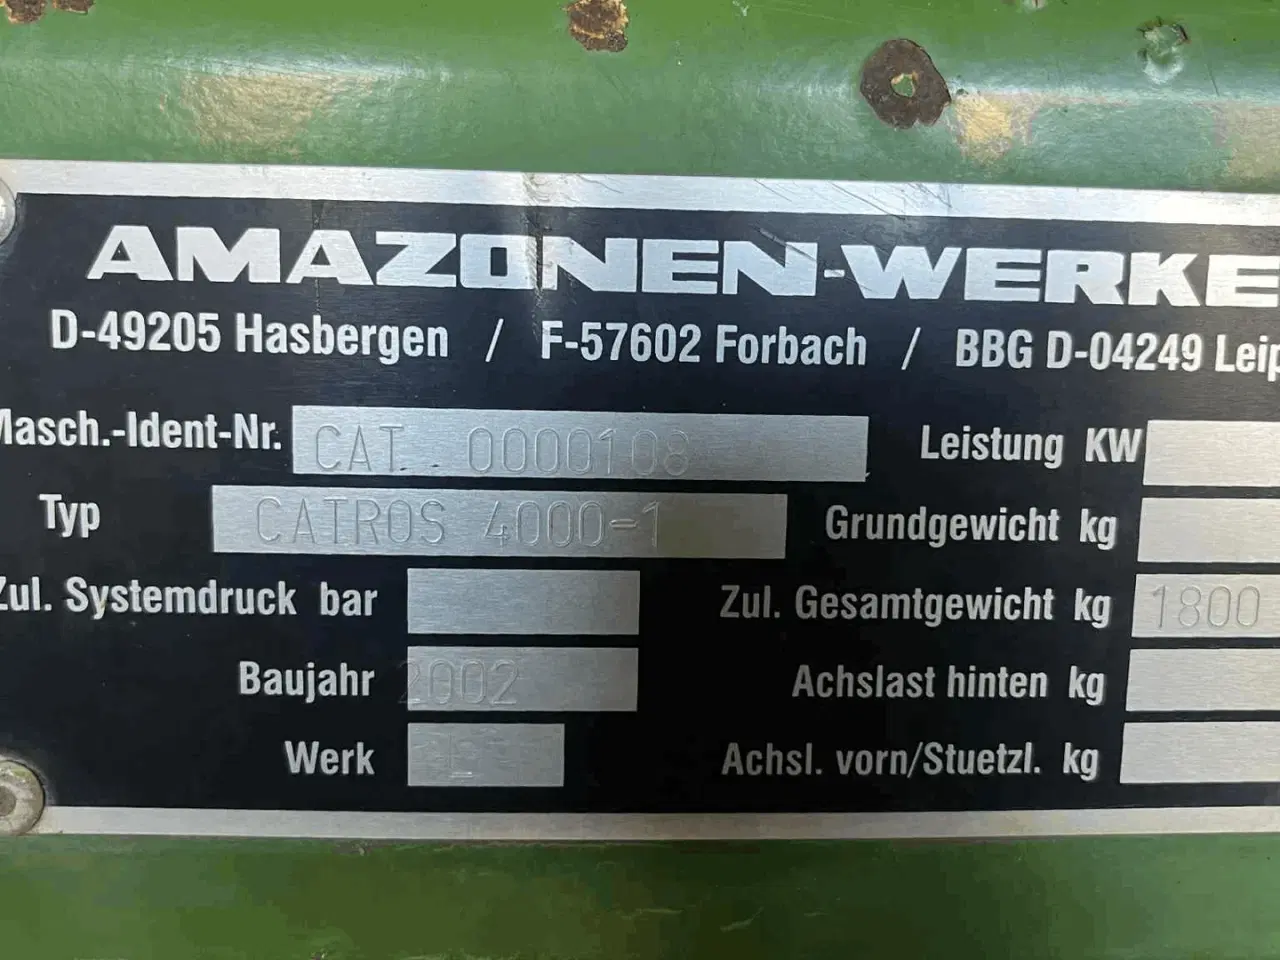 AMAZONEN-WERKE
D-49205 Hasbergen / F-57602 Forbach / BBG D-04249 Leip
Masch.-Ident-Nr. CAT 0000108 Leistung KW
Typ CATROS 4000-1 Grundgewicht kg
Zul. Systemdruck bar Zul. Gesamtgewicht kg 1800
Baujahr 2002 Achslast hinten kg
Werk Achsl. vorn/Stuetzl. kg